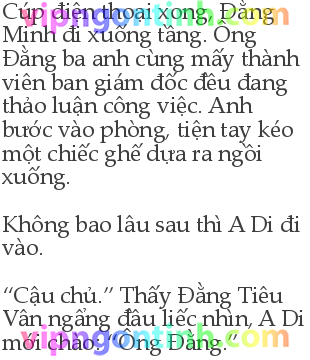 Cúp điện thoại xong, Đằng
Minh đi xuống tầng. Ông
Đằng ba anh cùng mấy thành
viên ban giám đốc đều đang
thảo luận công việc. Anh
bước vào phòng, tiện tay kéo
một chiếc ghế dựa ra ngồi
xuống.
Không bao lâu sau thì A Di đi
vào.
“Cậu chủ.” Thấy Đằng Tiêu
Vân ngẩng đầu liếc nhìn, A Di
mới chào: “Ông Đằng.”
vipngontinh.com
vipngontinh.com